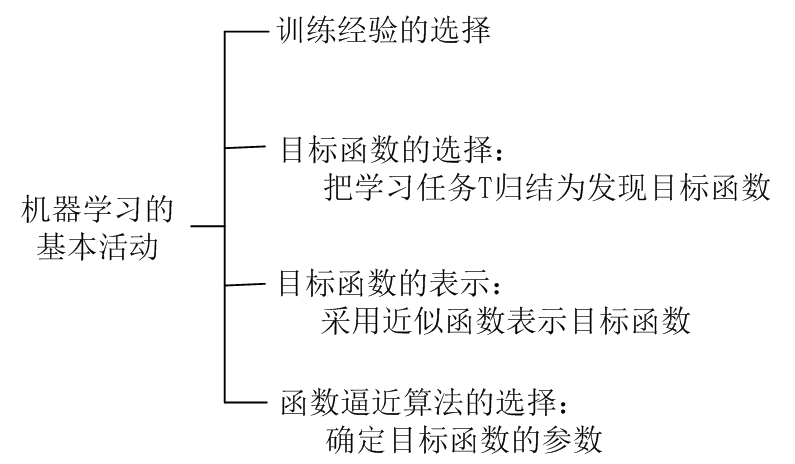 训练经验的选择
目标函数的选择：
把学习任务T归结为发现目标函数
机器学习的
基本活动
目标函数的表示：
采用近似函数表示目标函数
函数逼近算法的选择：
确定目标函数的参数